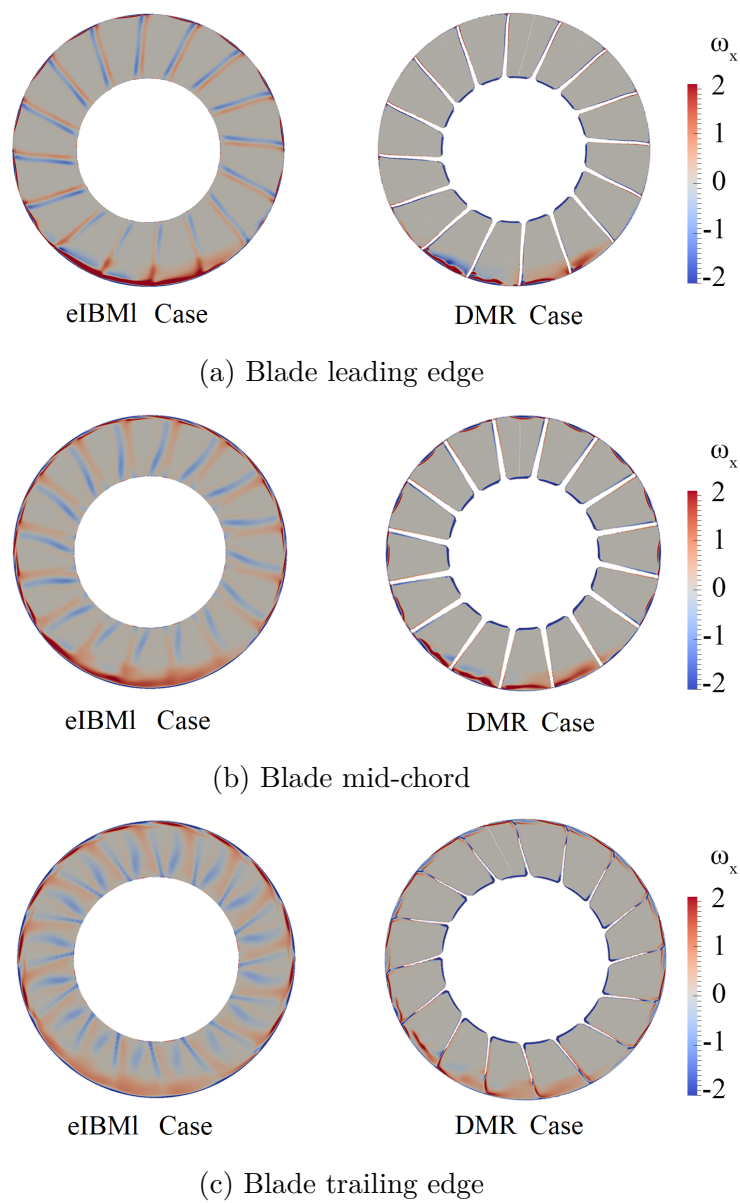 ωx
2
1
0
-1
-2
eIBMl Case DMR Case
(a) Blade leading edge
ωx
2
1
0
-1
-2
eIBMl Case DMR Case
(b) Blade mid-chord
ωx
2
1
0
-1
-2
eIBMl Case DMR Case
(c) Blade trailing edge